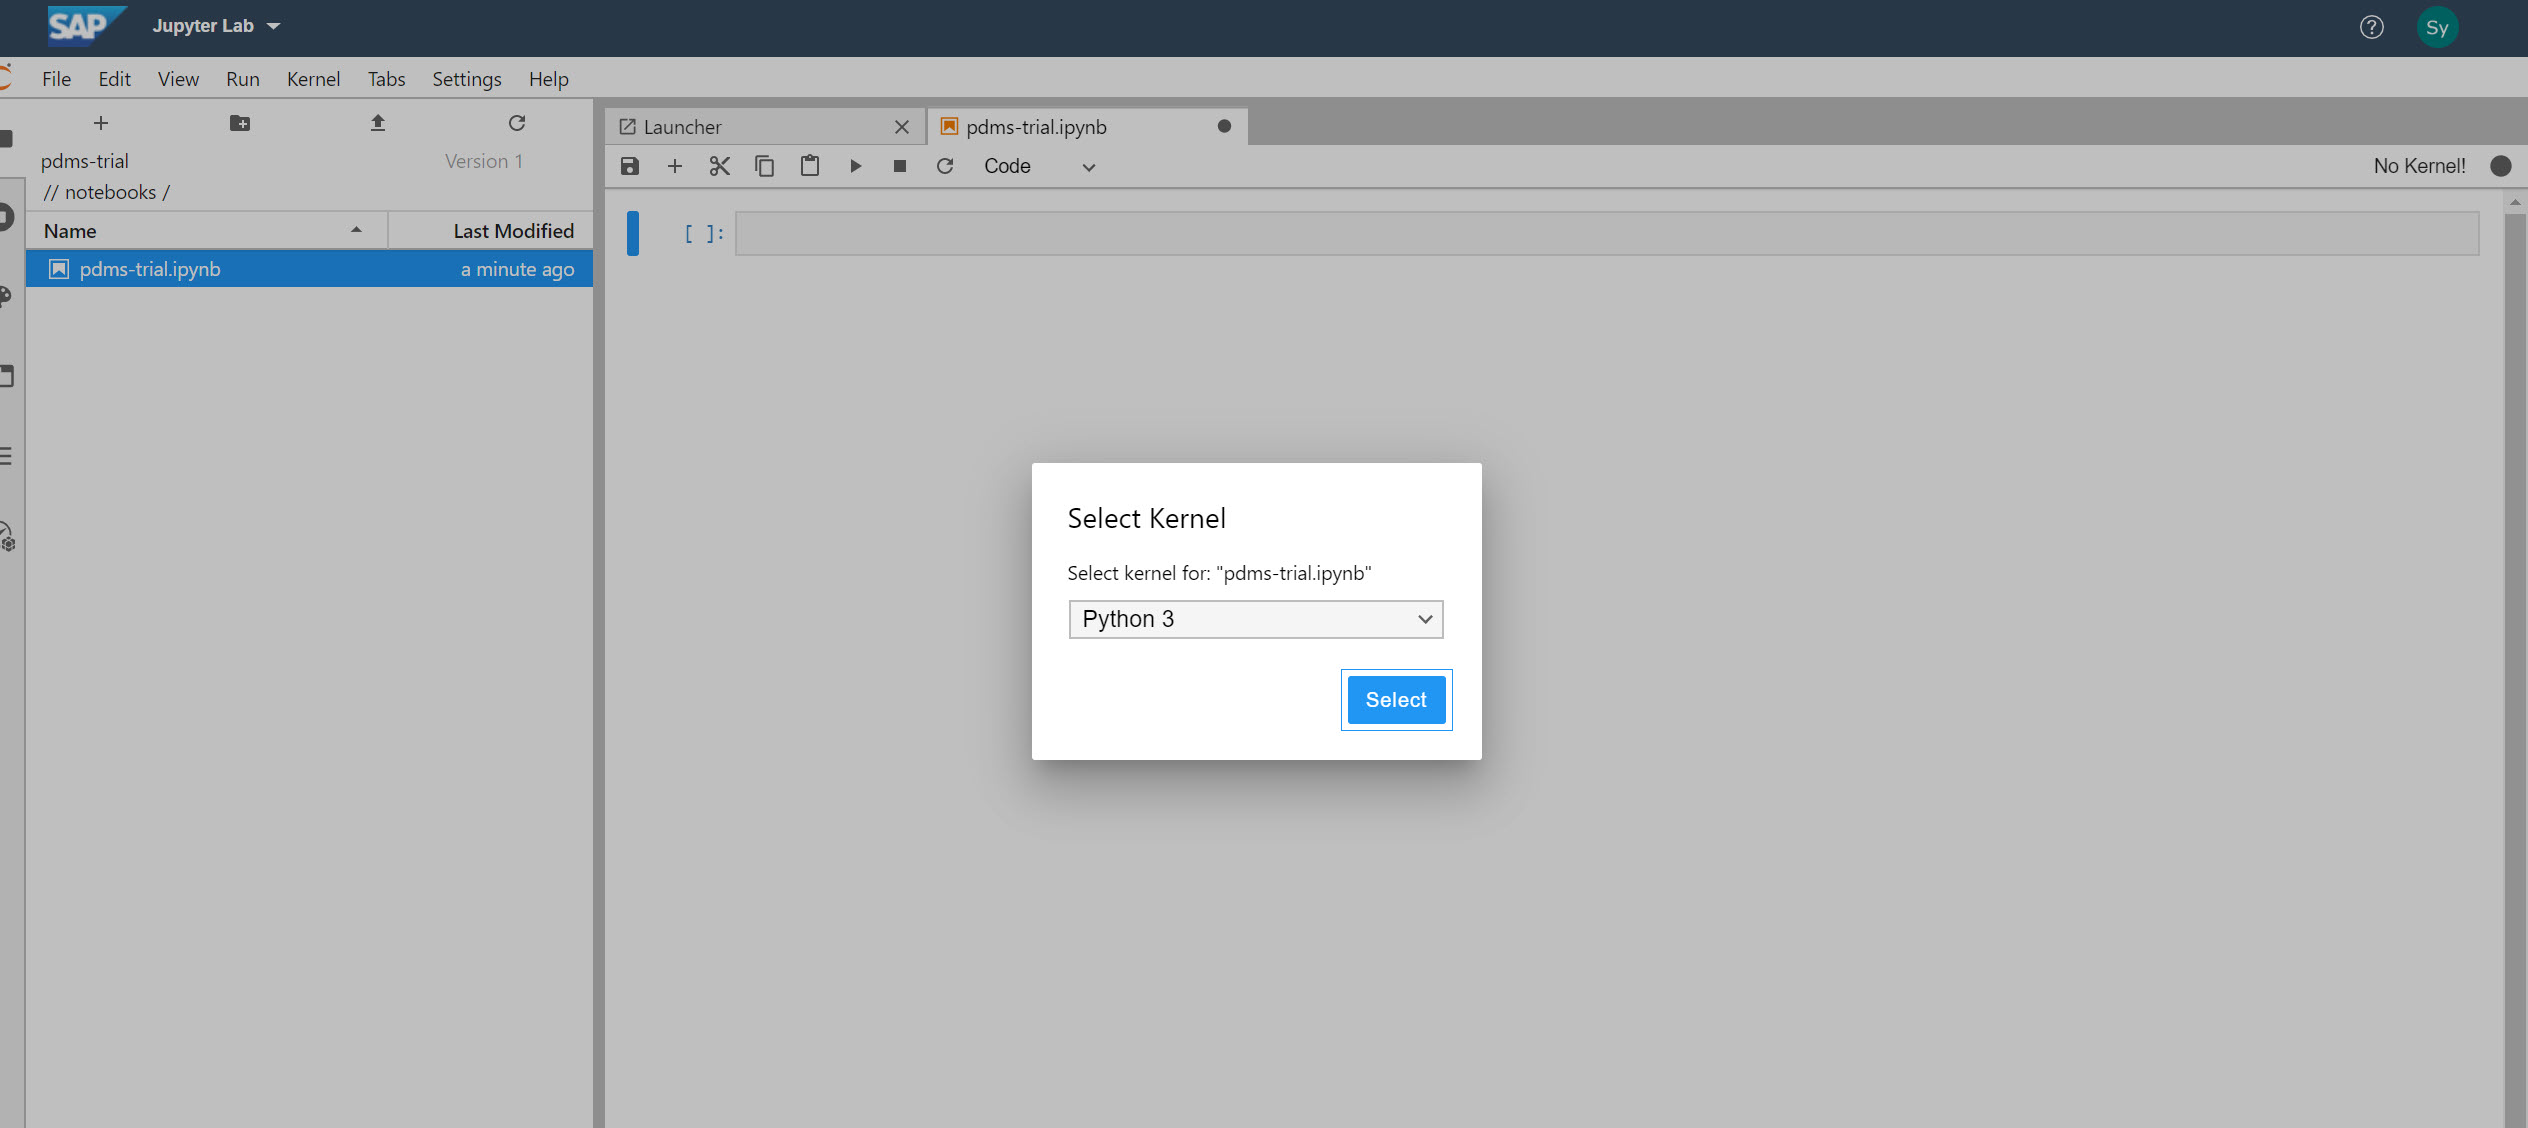 SAP Jupyter Lab Sy
File Edit View Run Kernel Tabs Settings Help
Launcher pdms-trial.ipynb
pdms-trial Version 1
Code No Kernel!
// notebooks /
Name Last Modified
[ ]:
pdms-trial.ipynb a minute ago
Select Kernel
Select kernel for: "pdms-trial.ipynb"
Python 3
Select